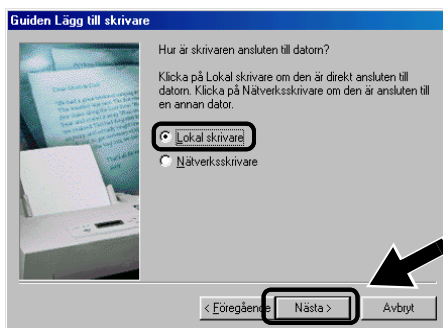 Guiden Lägg till skrivare
Hur är skrivaren ansluten till datorn?
Klicka på Lokal skrivare om den är direkt ansluten till
datorn. Klicka på Nätverksskrivare om den är ansluten till
en annan dator.
Lokal skrivare
Nätverksskrivare
< Föregående
Nästa >
Avbryt